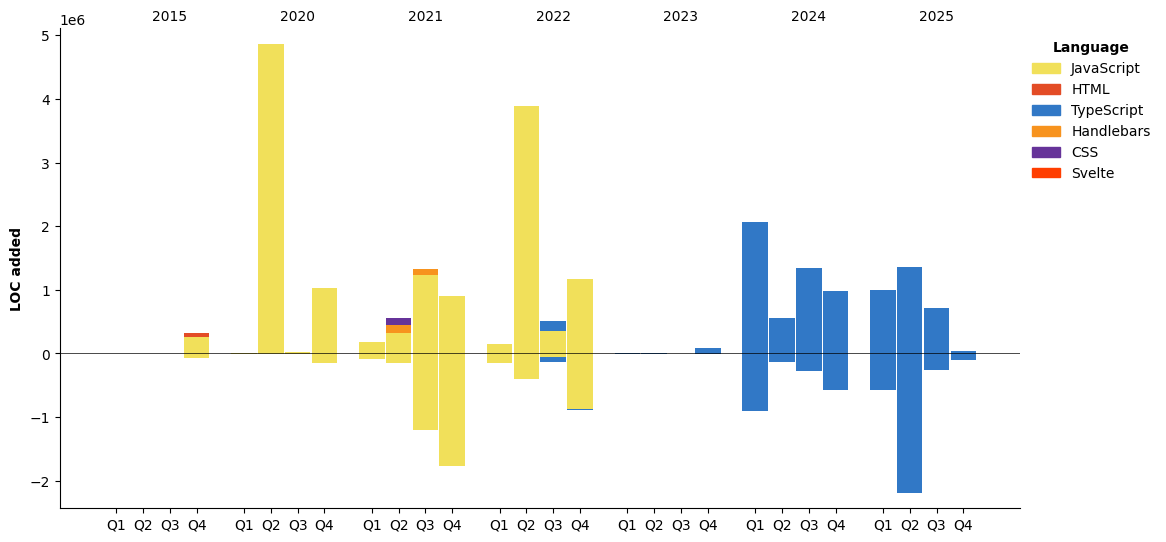 2015 2020 2021 2022 2023 2024 2025
1e6
5
4
3
2
1
0
−1
−2
LOC added
Q1 Q2 Q3 Q4 Q1 Q2 Q3 Q4 Q1 Q2 Q3 Q4 Q1 Q2 Q3 Q4 Q1 Q2 Q3 Q4 Q1 Q2 Q3 Q4 Q1 Q2 Q3 Q4
Language
JavaScript
HTML
TypeScript
Handlebars
CSS
Svelte